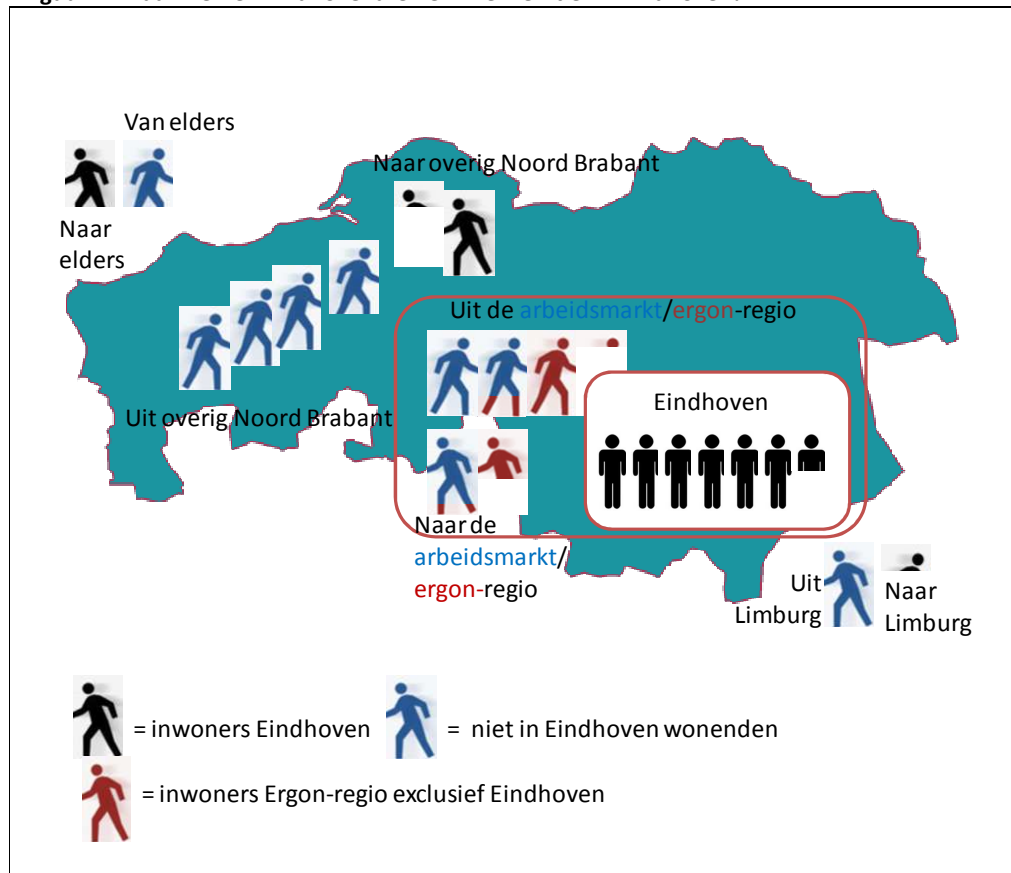 Van elders
Naar overig Noord Brabant
Naar
elders
Uit de arbeidsmarkt/ergon-regio
Eindhoven
Uit overig Noord Brabant
Naar de
arbeidsmarkt/
ergon-regio
Uit
Limburg
Naar
Limburg
= inwoners Eindhoven
= niet in Eindhoven wonenden
= inwoners Ergon-regio exclusief Eindhoven